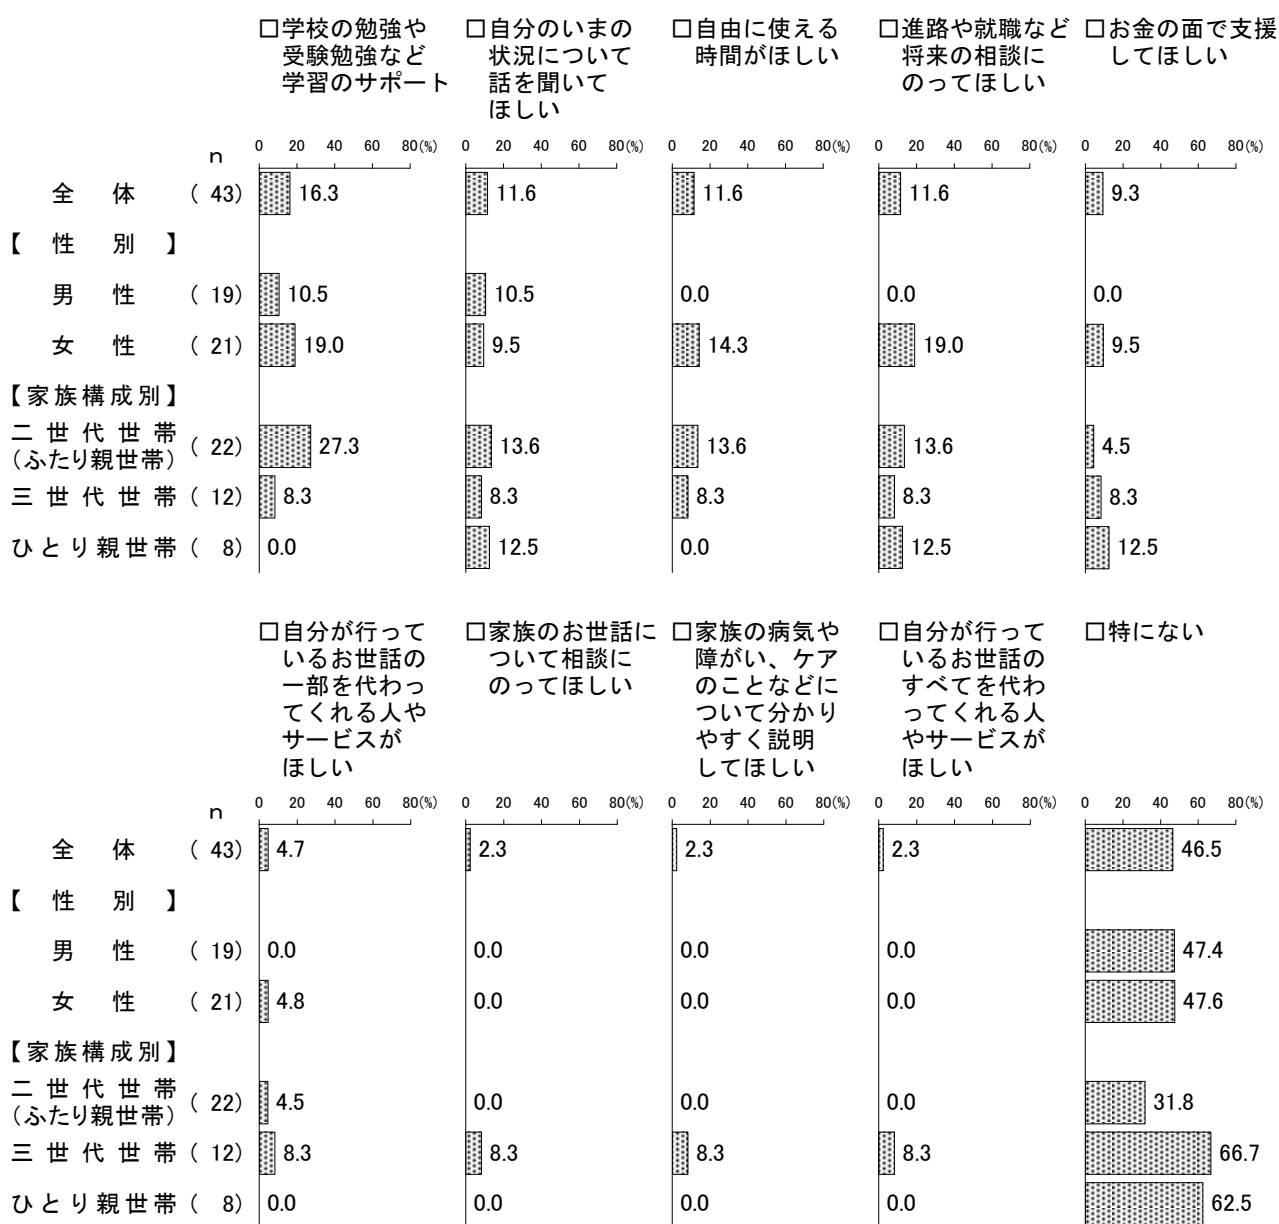 □学校の勉強や
受験勉強など
学習のサポート
□自分のいまの
状況について
話を聞いて
ほしい
□自由に使える
時間がほしい
□進路や就職など
将来の相談に
のってほしい
□お金の面で支援
してほしい
n
0 20 40 60 80(%)
0 20 40 60 80(%)
0 20 40 60 80(%)
0 20 40 60 80(%)
0 20 40 60 80(%)
全 体 ( 43) 16.3 11.6 11.6 11.6 9.3
【 性 別 】
男 性 ( 19) 10.5 10.5 0.0 0.0 0.0
女 性 ( 21) 19.0 9.5 14.3 19.0 9.5
【家族構成別】
二 世 代 世 帯
(ふたり親世帯) ( 22) 27.3 13.6 13.6 13.6 4.5
三 世 代 世 帯 ( 12) 8.3 8.3 8.3 8.3 8.3
ひとり親世帯 ( 8) 0.0 12.5 0.0 12.5 12.5
□自分が行って
いるお世話の
一部を代わっ
てくれる人や
サービスが
ほしい
□家族のお世話に
ついて相談に
のってほしい
□家族の病気や
障がい、ケア
のことなどに
ついて分かり
やすく説明
してほしい
□自分が行って
いるお世話の
すべてを代わ
ってくれる人
やサービスが
ほしい
□特にない
n
0 20 40 60 80(%)
0 20 40 60 80(%)
0 20 40 60 80(%)
0 20 40 60 80(%)
0 20 40 60 80(%)
全 体 ( 43) 4.7 2.3 2.3 2.3 46.5
【 性 別 】
男 性 ( 19) 0.0 0.0 0.0 0.0 47.4
女 性 ( 21) 4.8 0.0 0.0 0.0 47.6
【家族構成別】
二 世 代 世 帯
(ふたり親世帯) ( 22) 4.5 0.0 0.0 0.0 31.8
三 世 代 世 帯 ( 12) 8.3 8.3 8.3 8.3 66.7
ひとり親世帯 ( 8) 0.0 0.0 0.0 0.0 62.5